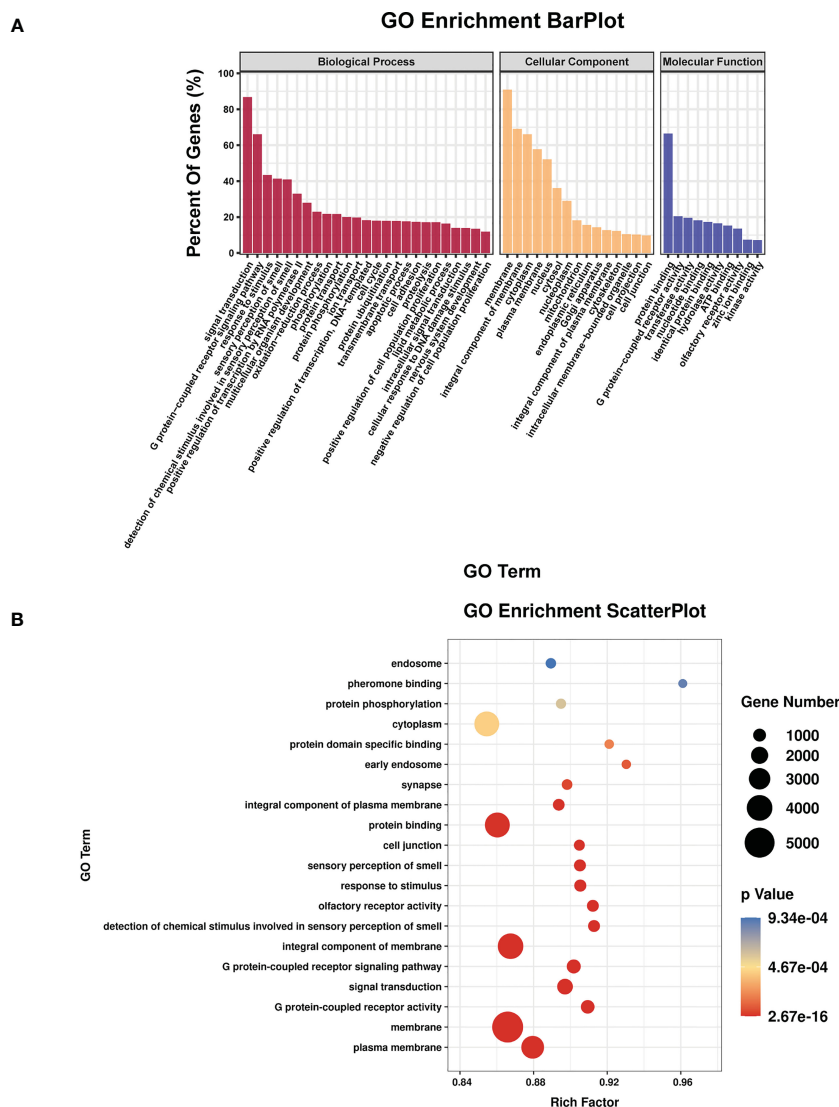 A
GO Enrichment BarPlot
Biological Process
Cellular Component
Molecular Function
Percent Of Genes (%)
100
80
60
40
20
0
signal transduction
G protein−coupled receptor signaling pathway
response to stimulus
sensory perception of smell
detection of chemical stimulus involved in sensory perception of smell
positive regulation of transcription by RNA polymerase II
multicellular organism development
oxidation−reduction process
phosphorylation
protein transport
protein phosphorylation
ion transport
positive regulation of transcription, DNA−templated
cell cycle
protein ubiquitination
transmembrane transport
apoptotic process
cell adhesion
proteolysis
positive regulation of cell population proliferation
lipid metabolic process
intracellular signal transduction
cellular response to DNA damage stimulus
nervous system development
negative regulation of cell population proliferation
membrane
integral component of membrane
cytoplasm
plasma membrane
nucleus
cytosol
nucleoplasm
mitochondrion
endoplasmic reticulum
Golgi apparatus
integral component of plasma membrane
cytoskeleton
intracellular membrane−bounded organelle
cell projection
cell junction
protein binding
G protein−coupled receptor activity
transferase activity
nucleotide binding
identical protein binding
hydrolase activity
ATP binding
olfactory receptor activity
zinc ion binding
kinase activity
GO Term
B
GO Enrichment ScatterPlot
GO Term
endosome
pheromone binding
protein phosphorylation
cytoplasm
protein domain specific binding
early endosome
synapse
integral component of plasma membrane
protein binding
cell junction
sensory perception of smell
response to stimulus
olfactory receptor activity
detection of chemical stimulus involved in sensory perception of smell
integral component of membrane
G protein-coupled receptor signaling pathway
signal transduction
G protein-coupled receptor activity
membrane
plasma membrane
0.84
0.88
0.92
0.96
Rich Factor
Gene Number
1000
2000
3000
4000
5000
p Value
9.34e-04
4.67e-04
2.67e-16